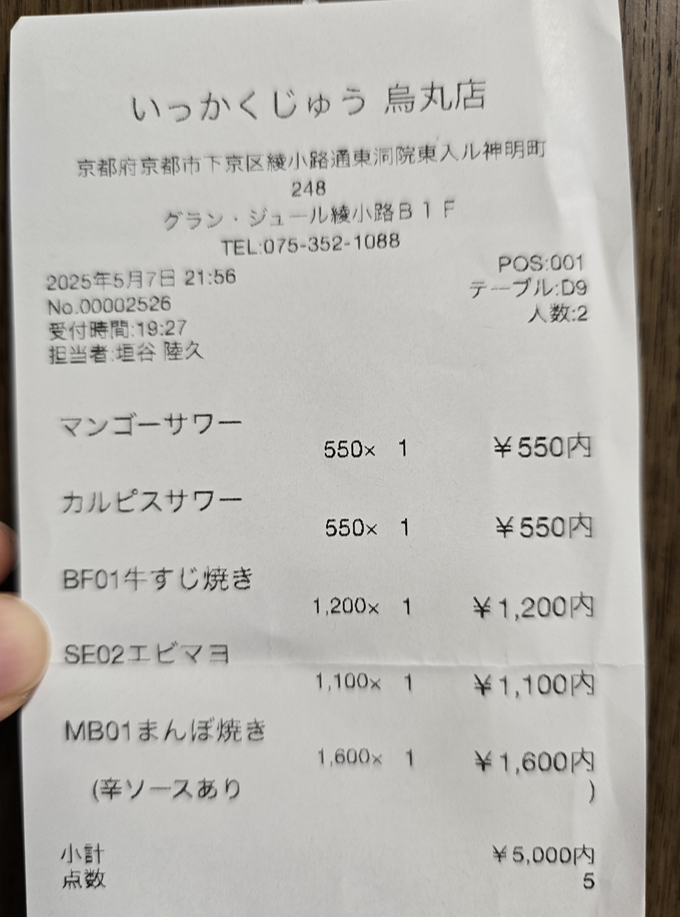 いっかくじゅう 烏丸店
京都府京都市下京区綾小路通東洞院東入ル神明町
248
グラン・ジュール綾小路Ｂ１Ｆ
TEL:075-352-1088
2025年5月7日 21:56
POS:001
No.00002526
テーブル:D9
受付時間:19:27
人数:2
担当者:垣谷 陸久
マンゴーサワー
550× 1 ￥550内
カルピスサワー
550× 1 ￥550内
BF01牛すじ焼き
1,200× 1 ￥1,200内
SE02エビマヨ
1,100× 1 ￥1,100内
MB01まんぼ焼き
1,600× 1 ￥1,600内
(辛ソースあり )
小計 ￥5,000内
点数 5